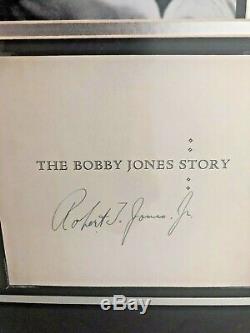 THE BOBBY JONES STORY
Robert T. Jones, Jr.